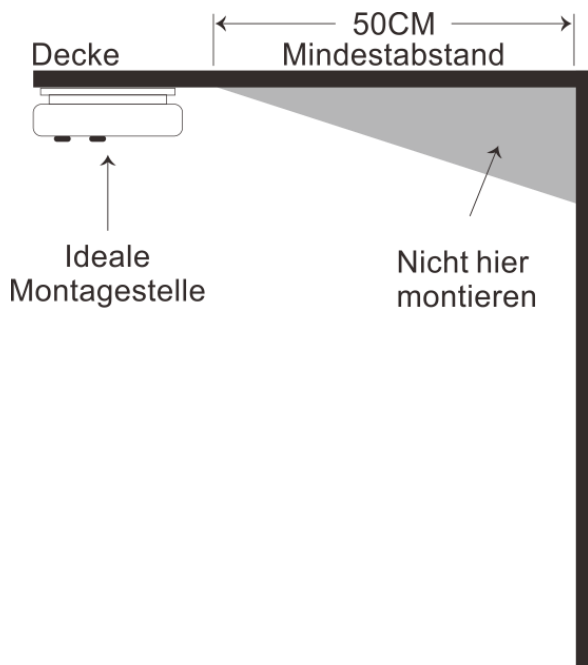 50CM
Decke
Mindestabstand
Ideale
Montagestelle
Nicht hier
montieren